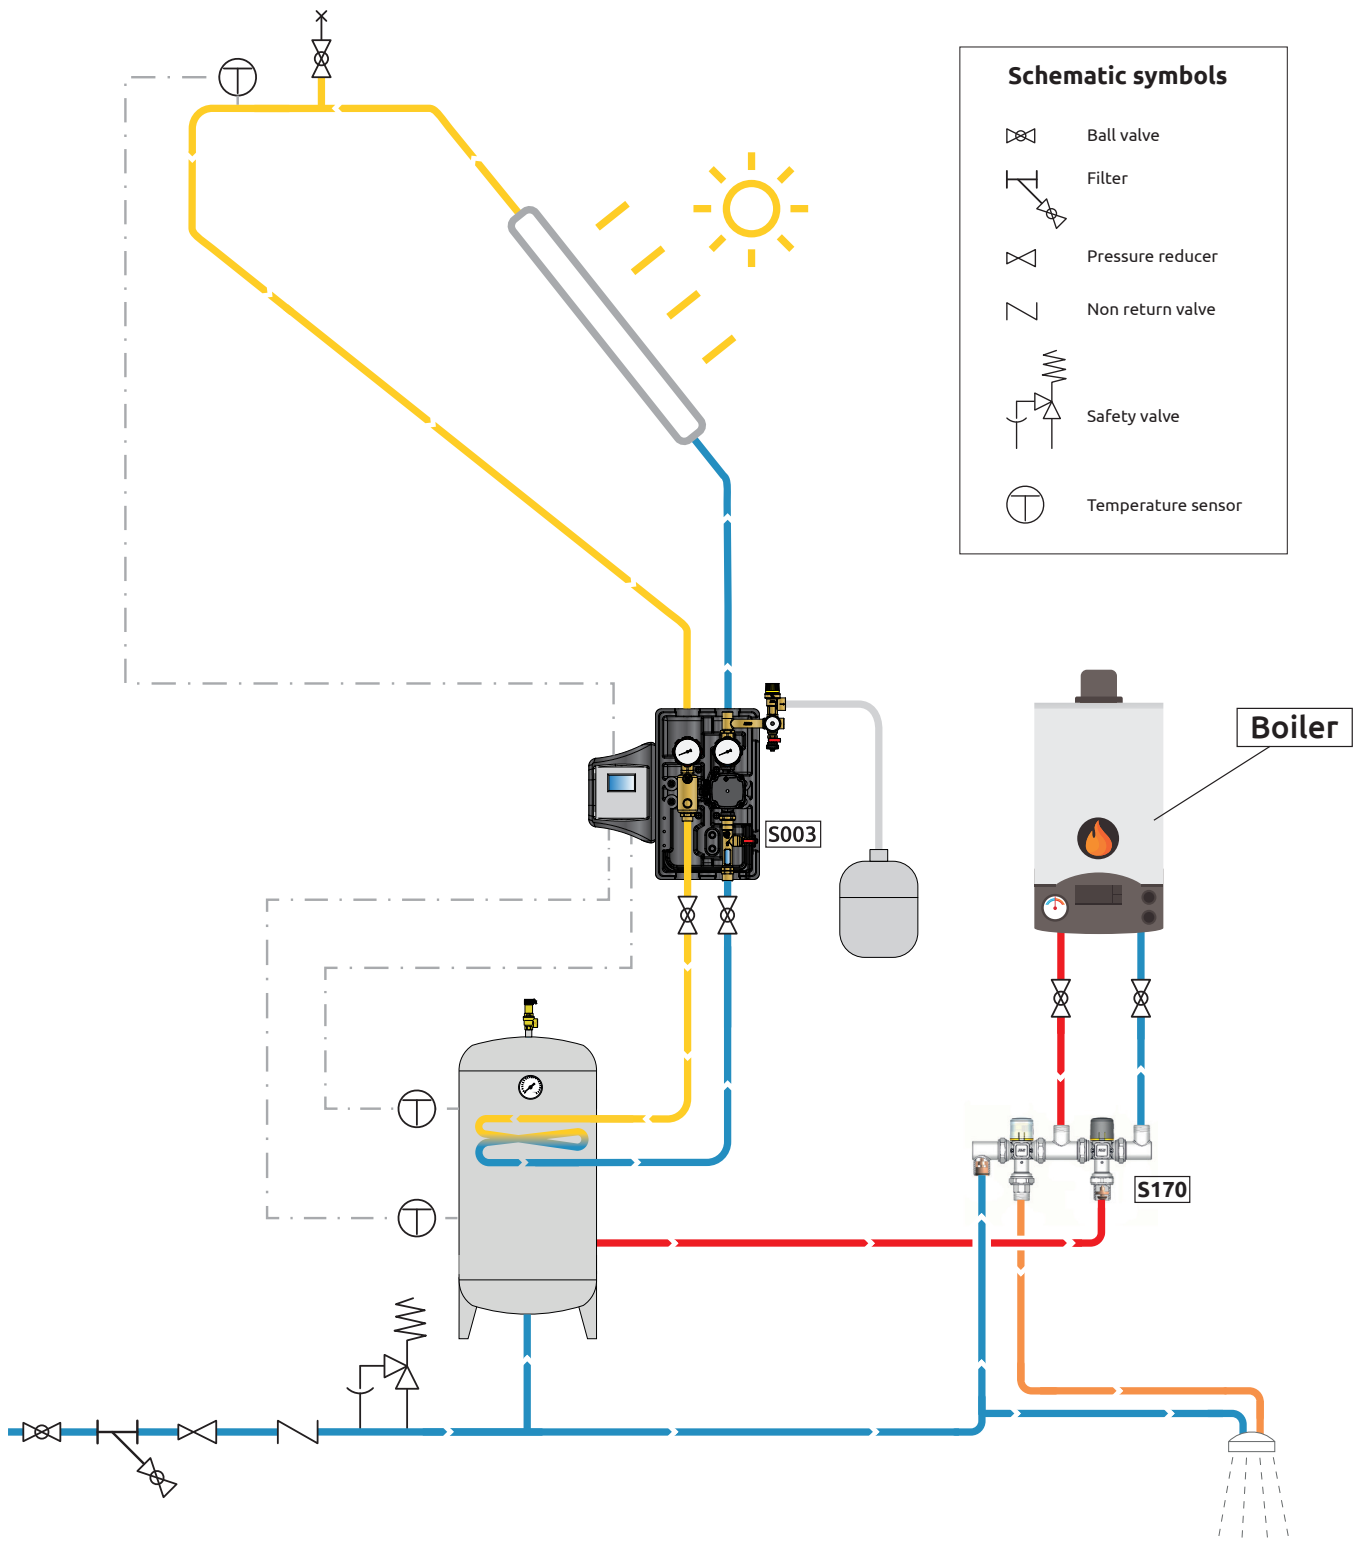 Schematic symbols
Ball valve
Filter
Pressure reducer
Non return valve
Safety valve
Temperature sensor
Boiler
S003
S170